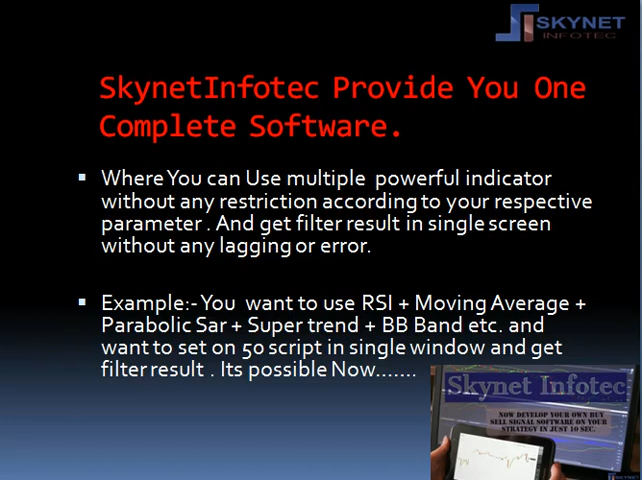 SKYNET
INFOTEC
SkynetInfotec Provide You One
Complete Software.
Where You can Use multiple powerful indicator
without any restriction according to your respective
parameter . And get filter result in single screen
without any lagging or error.
Example:- You want to use RSI + Moving Average +
Parabolic Sar + Super trend + BB Band etc. and
want to set on 50 script in single window and get
filter result . Its possible Now.......
Skynet Infotec
NOW DEVELOP YOUR OWN BUY
SELL SIGNAL SOFTWARE ON YOUR
STRATEGY IN JUST 10 SEC.